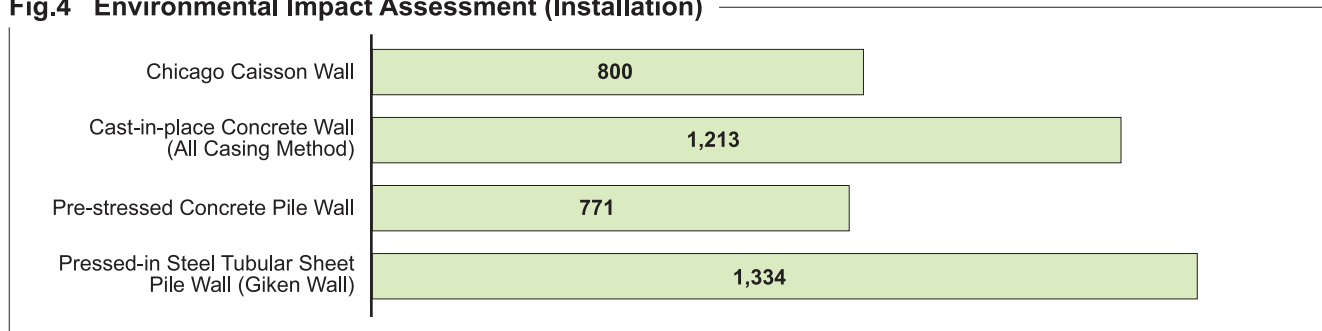 Fig.4 Environmental Impact Assessment (Installation)
Chicago Caisson Wall
800
Cast-in-place Concrete Wall
(All Casing Method)
1,213
Pre-stressed Concrete Pile Wall
771
Pressed-in Steel Tubular Sheet
Pile Wall (Giken Wall)
1,334